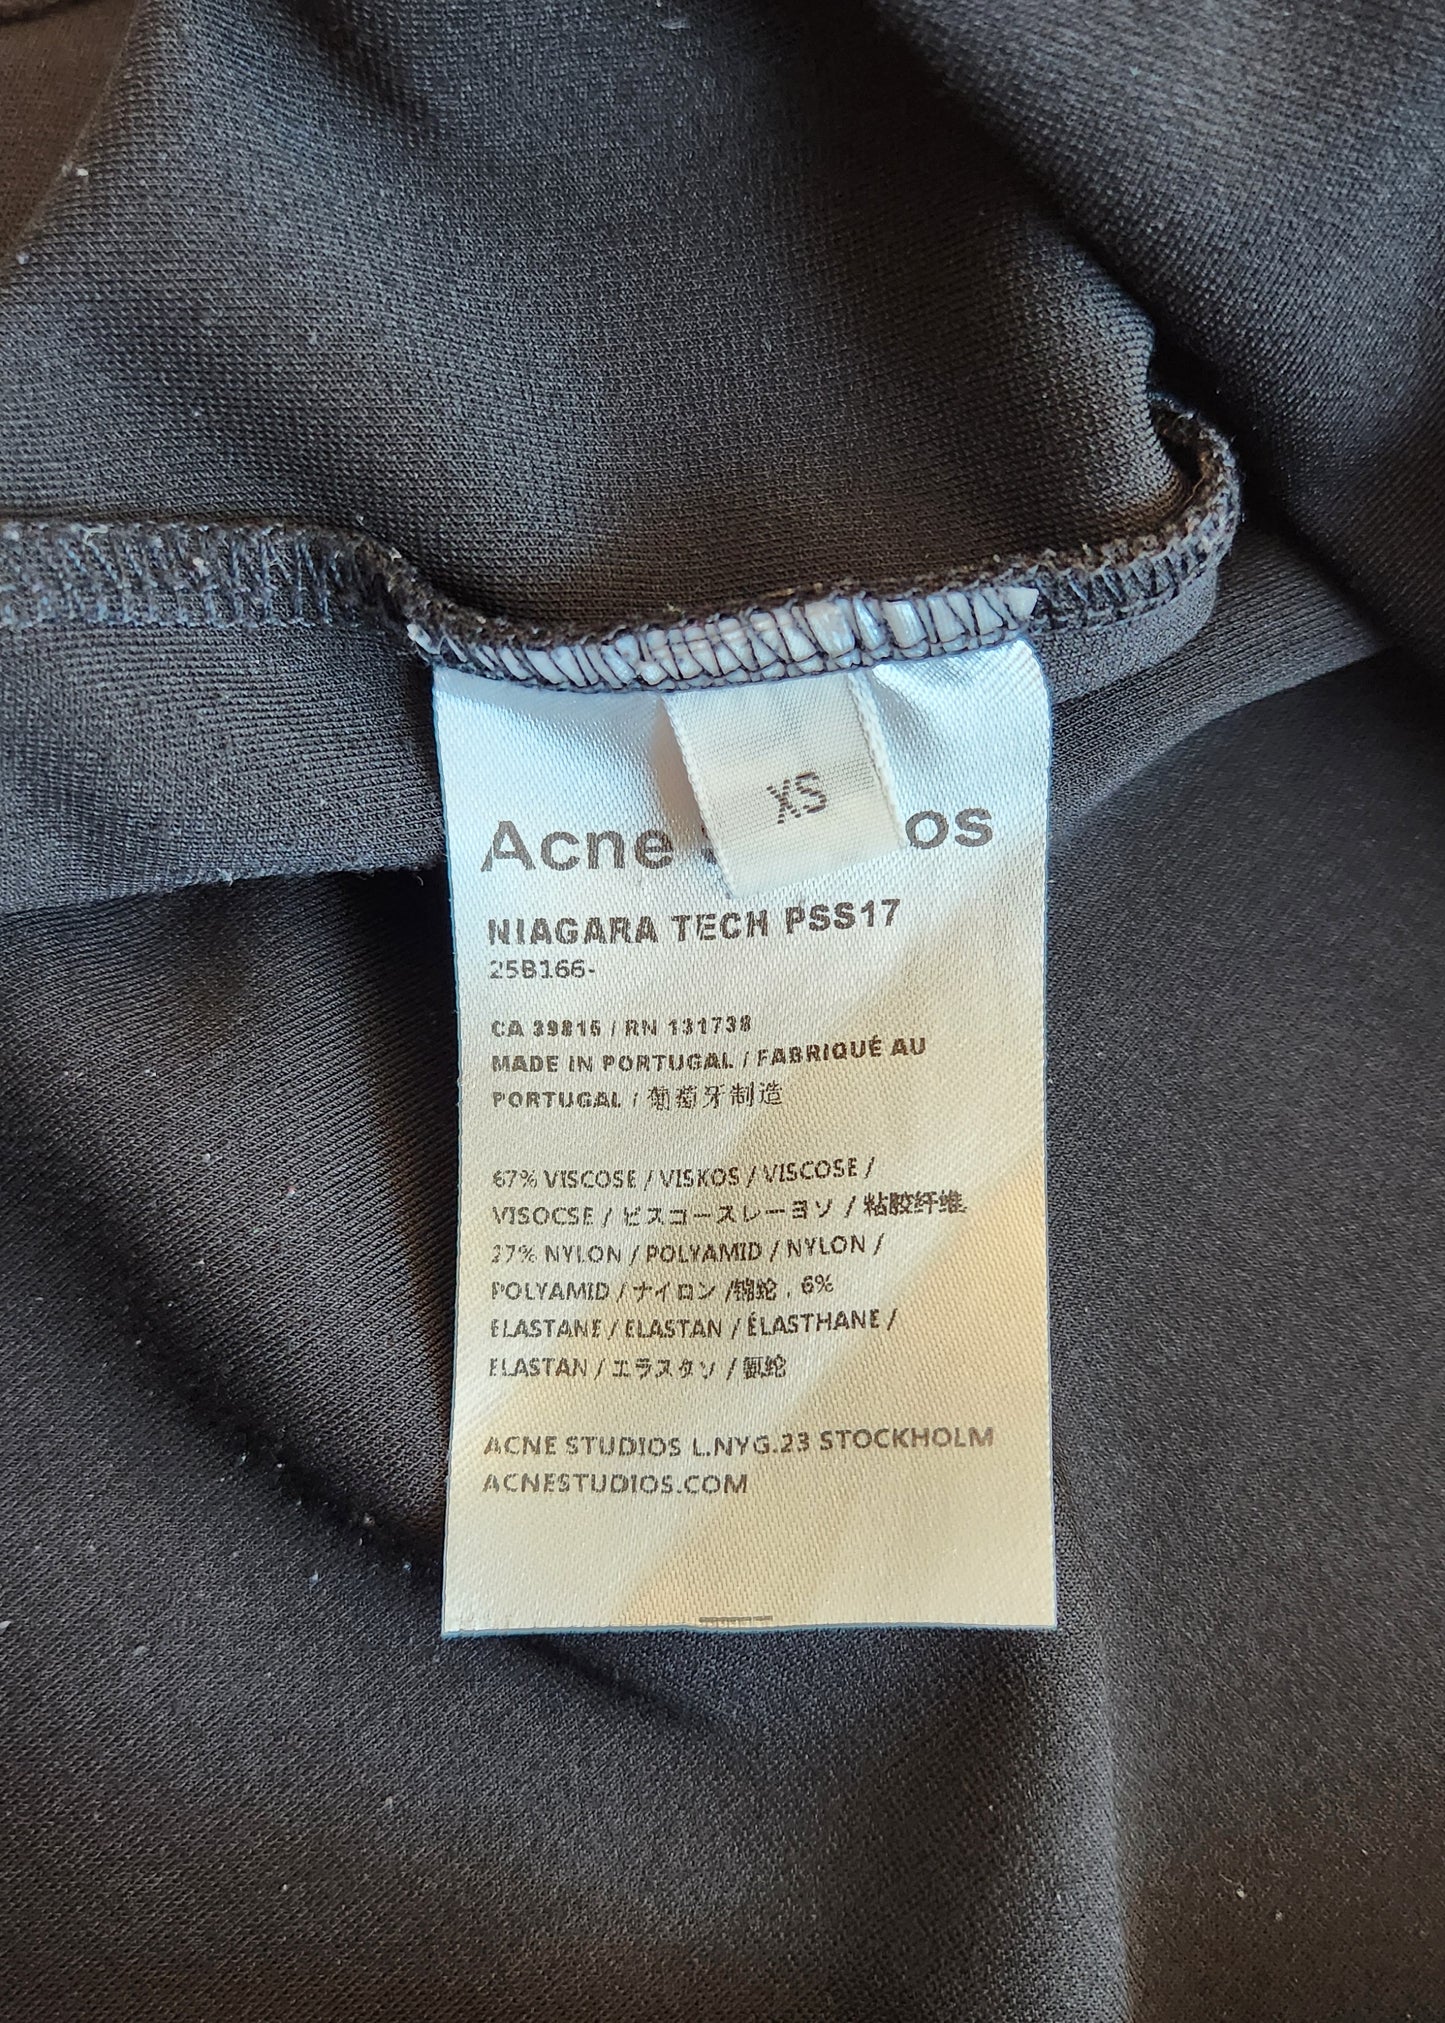 XS
Acne
NIAGARA TECH PSS17
25B166-
CA 39815 / RN 131738
MADE IN PORTUGAL / FABRIQUÉ AU
PORTUGAL / 葡萄牙制造
67% VISCOSE / VISKOS / VISCOSE /
VISOCSE / ビスコースレーヨソ / 粘胶纤维
27% NYLON / POLYAMID / NYLON /
POLYAMID / ナイロン / 锦纶 . 6%
ELASTANE / ELASTAN / ÉLASTHANE /
ELASTAN / エラスタソ / 氨纶
ACNE STUDIOS L.NYG.23 STOCKHOLM
ACNESTUDIOS.COM